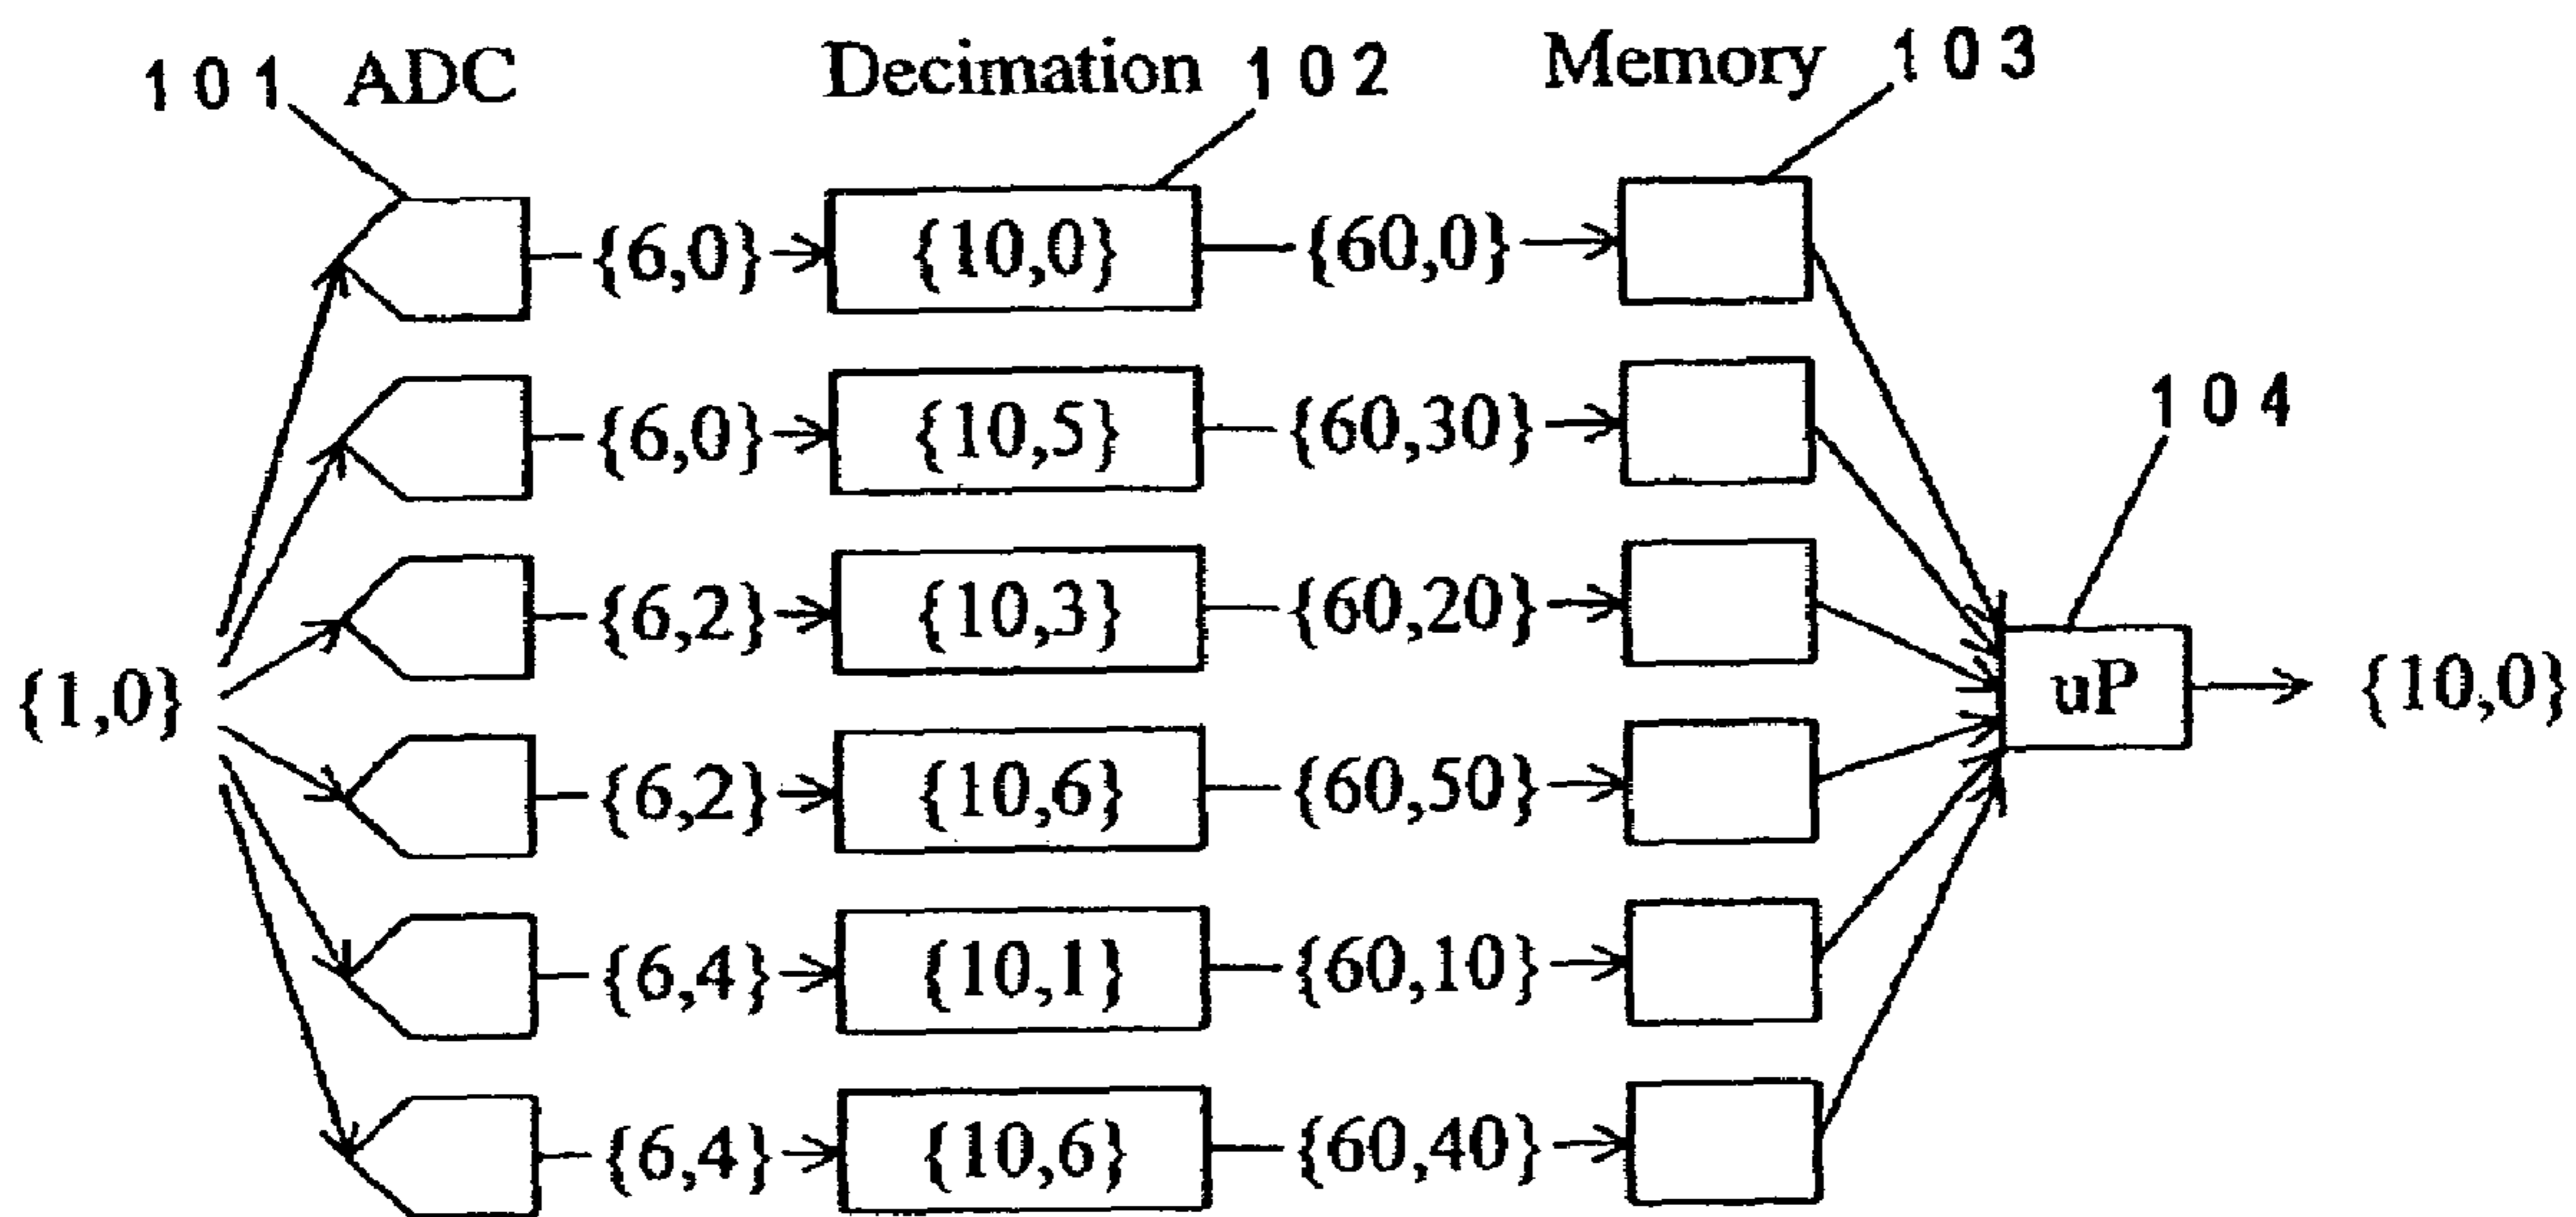 101 ADC Decimation 102 Memory 103
{6,0} {10,0} {60,0}
{6,0} {10,5} {60,30}
104
{6,2} {10,3} {60,20}
{1,0} uP {10,0}
{6,2} {10,6} {60,50}
{6,4} {10,1} {60,10}
{6,4} {10,6} {60,40}